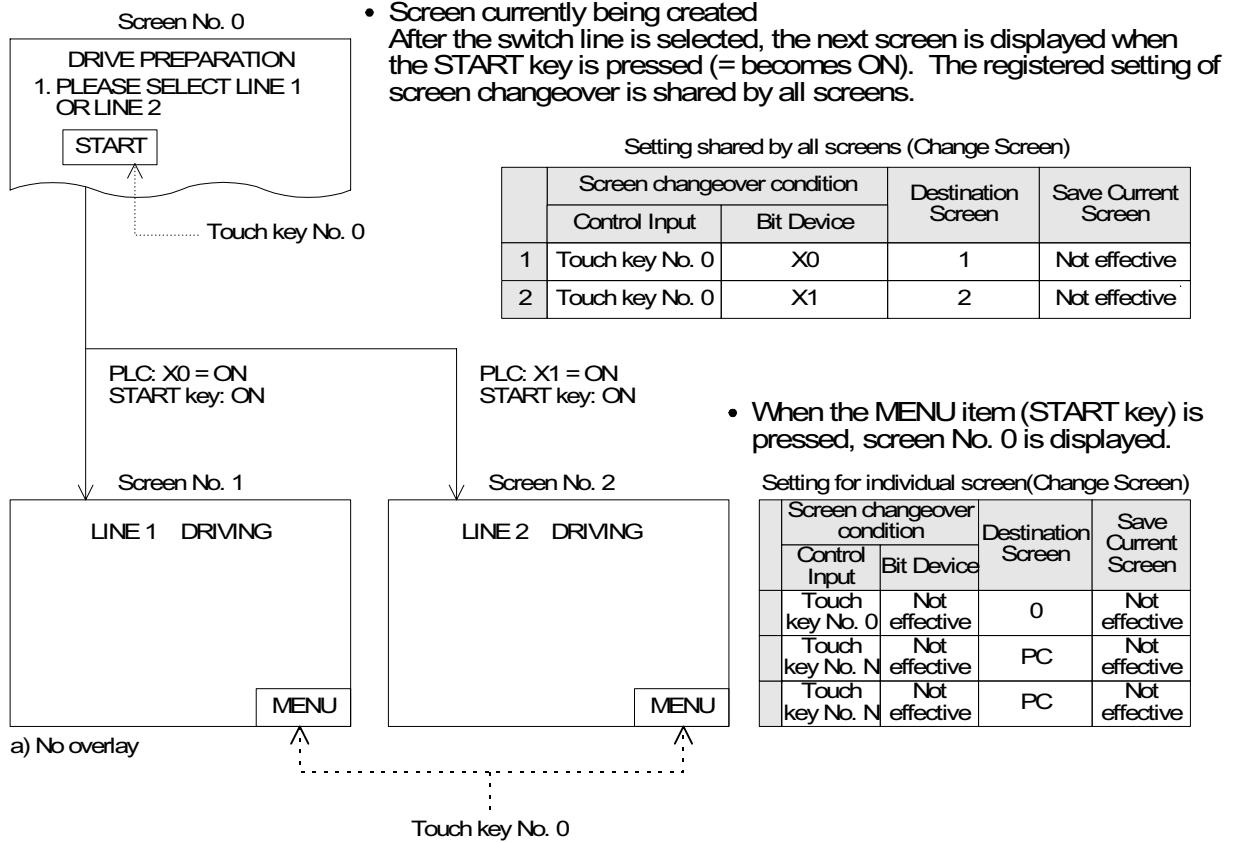 Screen No. 0
DRIVE PREPARATION
1. PLEASE SELECT LINE 1
OR LINE 2
START
Touch key No. 0
• Screen currently being created
After the switch line is selected, the next screen is displayed when
the START key is pressed (= becomes ON). The registered setting of
screen changeover is shared by all screens.
Setting shared by all screens (Change Screen)
Screen changeover condition Destination Screen Save Current Screen
Control Input Bit Device
1 Touch key No. 0 X0 1 Not effective
2 Touch key No. 0 X1 2 Not effective
PLC: X0 = ON
START key: ON
PLC: X1 = ON
START key: ON
• When the MENU item (START key) is
pressed, screen No. 0 is displayed.
Screen No. 1
LINE 1 DRIVING
MENU
Screen No. 2
LINE 2 DRIVING
MENU
Setting for individual screen(Change Screen)
Screen changeover condition Destination Screen Save Current Screen
Control Input Bit Device
Touch key No. 0 Not effective 0 Not effective
Touch key No. N Not effective PC Not effective
Touch key No. N Not effective PC Not effective
a) No overlay
Touch key No. 0